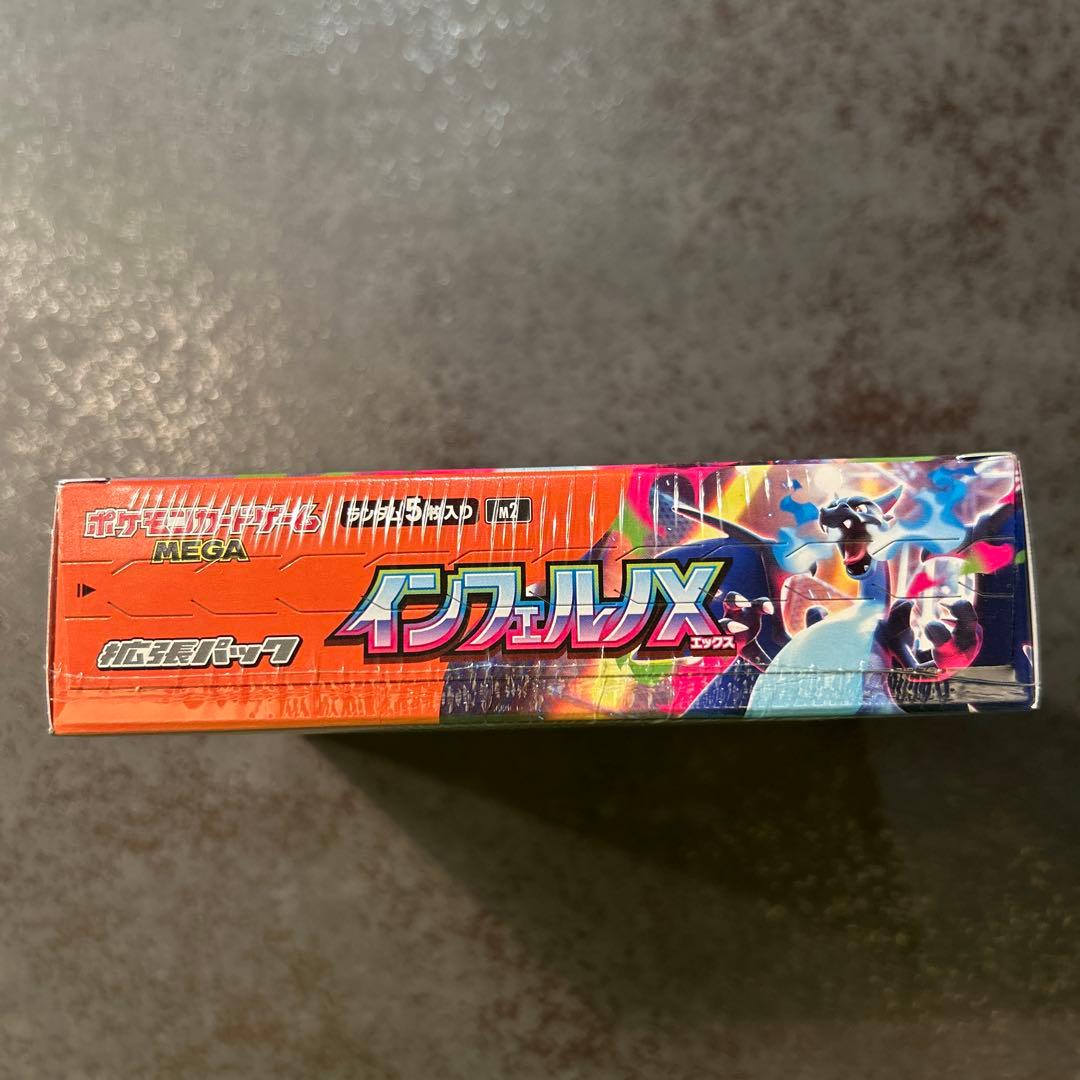 ポケモンカードゲーム
MEGA
ランダム5枚入り
M2
拡張パック
インフェルノX
エックス